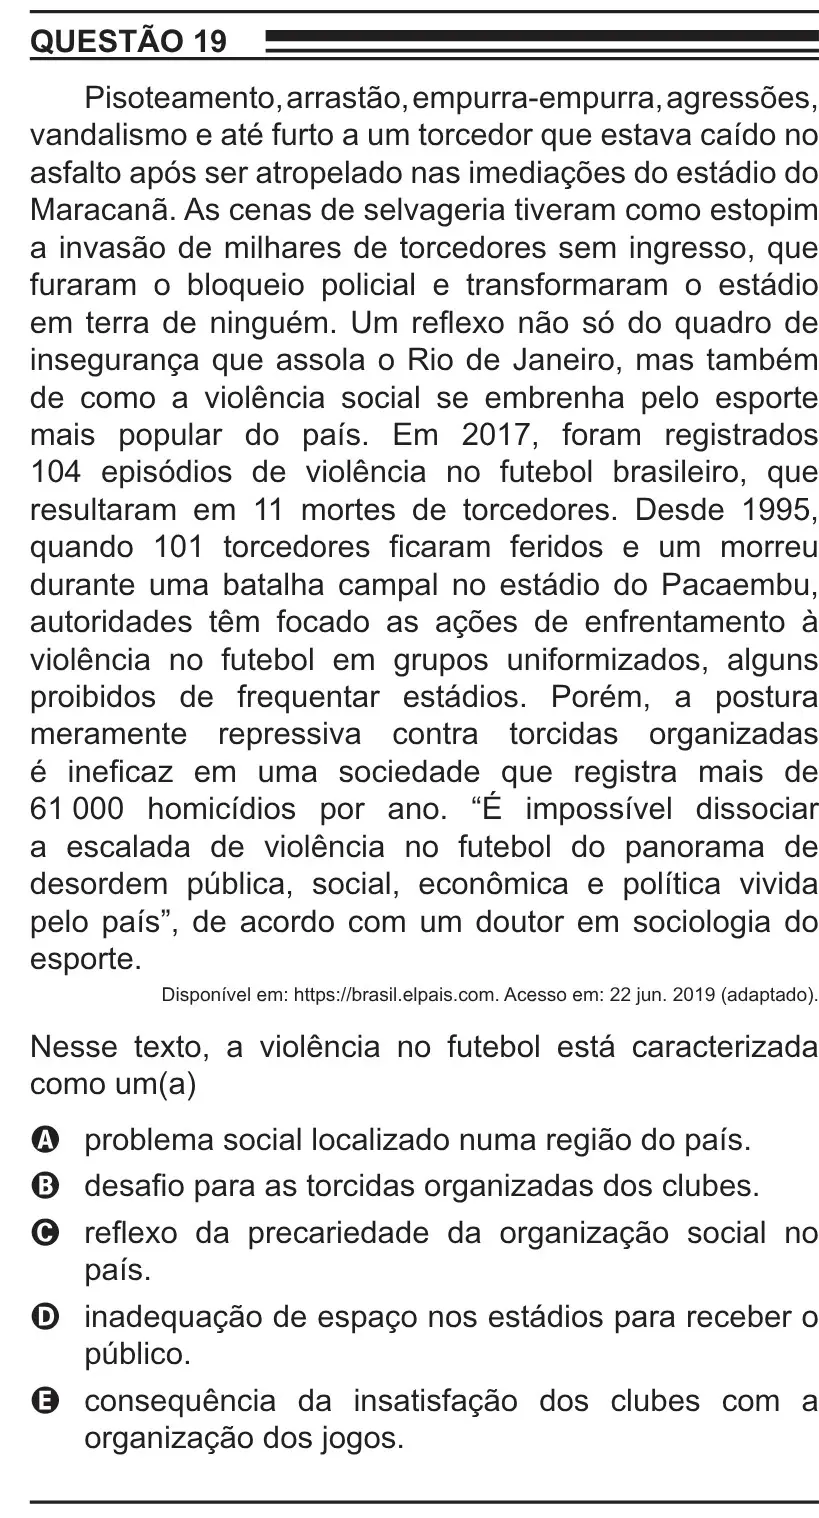 QUESTÃO 19
Pisoteamento, arrastão, empurra-empurra, agressões,
vandalismo e até furto a um torcedor que estava caído no
asfalto após ser atropelado nas imediações do estádio do
Maracanã. As cenas de selvageria tiveram como estopim
a invasão de milhares de torcedores sem ingresso, que
furaram o bloqueio policial e transformaram o estádio
em terra de ninguém. Um reflexo não só do quadro de
insegurança que assola o Rio de Janeiro, mas também
de como a violência social se embrenha pelo esporte
mais popular do país. Em 2017, foram registrados
104 episódios de violência no futebol brasileiro, que
resultaram em 11 mortes de torcedores. Desde 1995,
quando 101 torcedores ficaram feridos e um morreu
durante uma batalha campal no estádio do Pacaembu,
autoridades têm focado as ações de enfrentamento à
violência no futebol em grupos uniformizados, alguns
proibidos de frequentar estádios. Porém, a postura
meramente repressiva contra torcidas organizadas
é ineficaz em uma sociedade que registra mais de
61 000 homicídios por ano. “É impossível dissociar
a escalada de violência no futebol do panorama de
desordem pública, social, econômica e política vivida
pelo país”, de acordo com um doutor em sociologia do
esporte.
Disponível em: https://brasil.elpais.com. Acesso em: 22 jun. 2019 (adaptado).
Nesse texto, a violência no futebol está caracterizada
como um(a)
A problema social localizado numa região do país.
B desafio para as torcidas organizadas dos clubes.
C reflexo da precariedade da organização social no
país.
D inadequação de espaço nos estádios para receber o
público.
E consequência da insatisfação dos clubes com a
organização dos jogos.